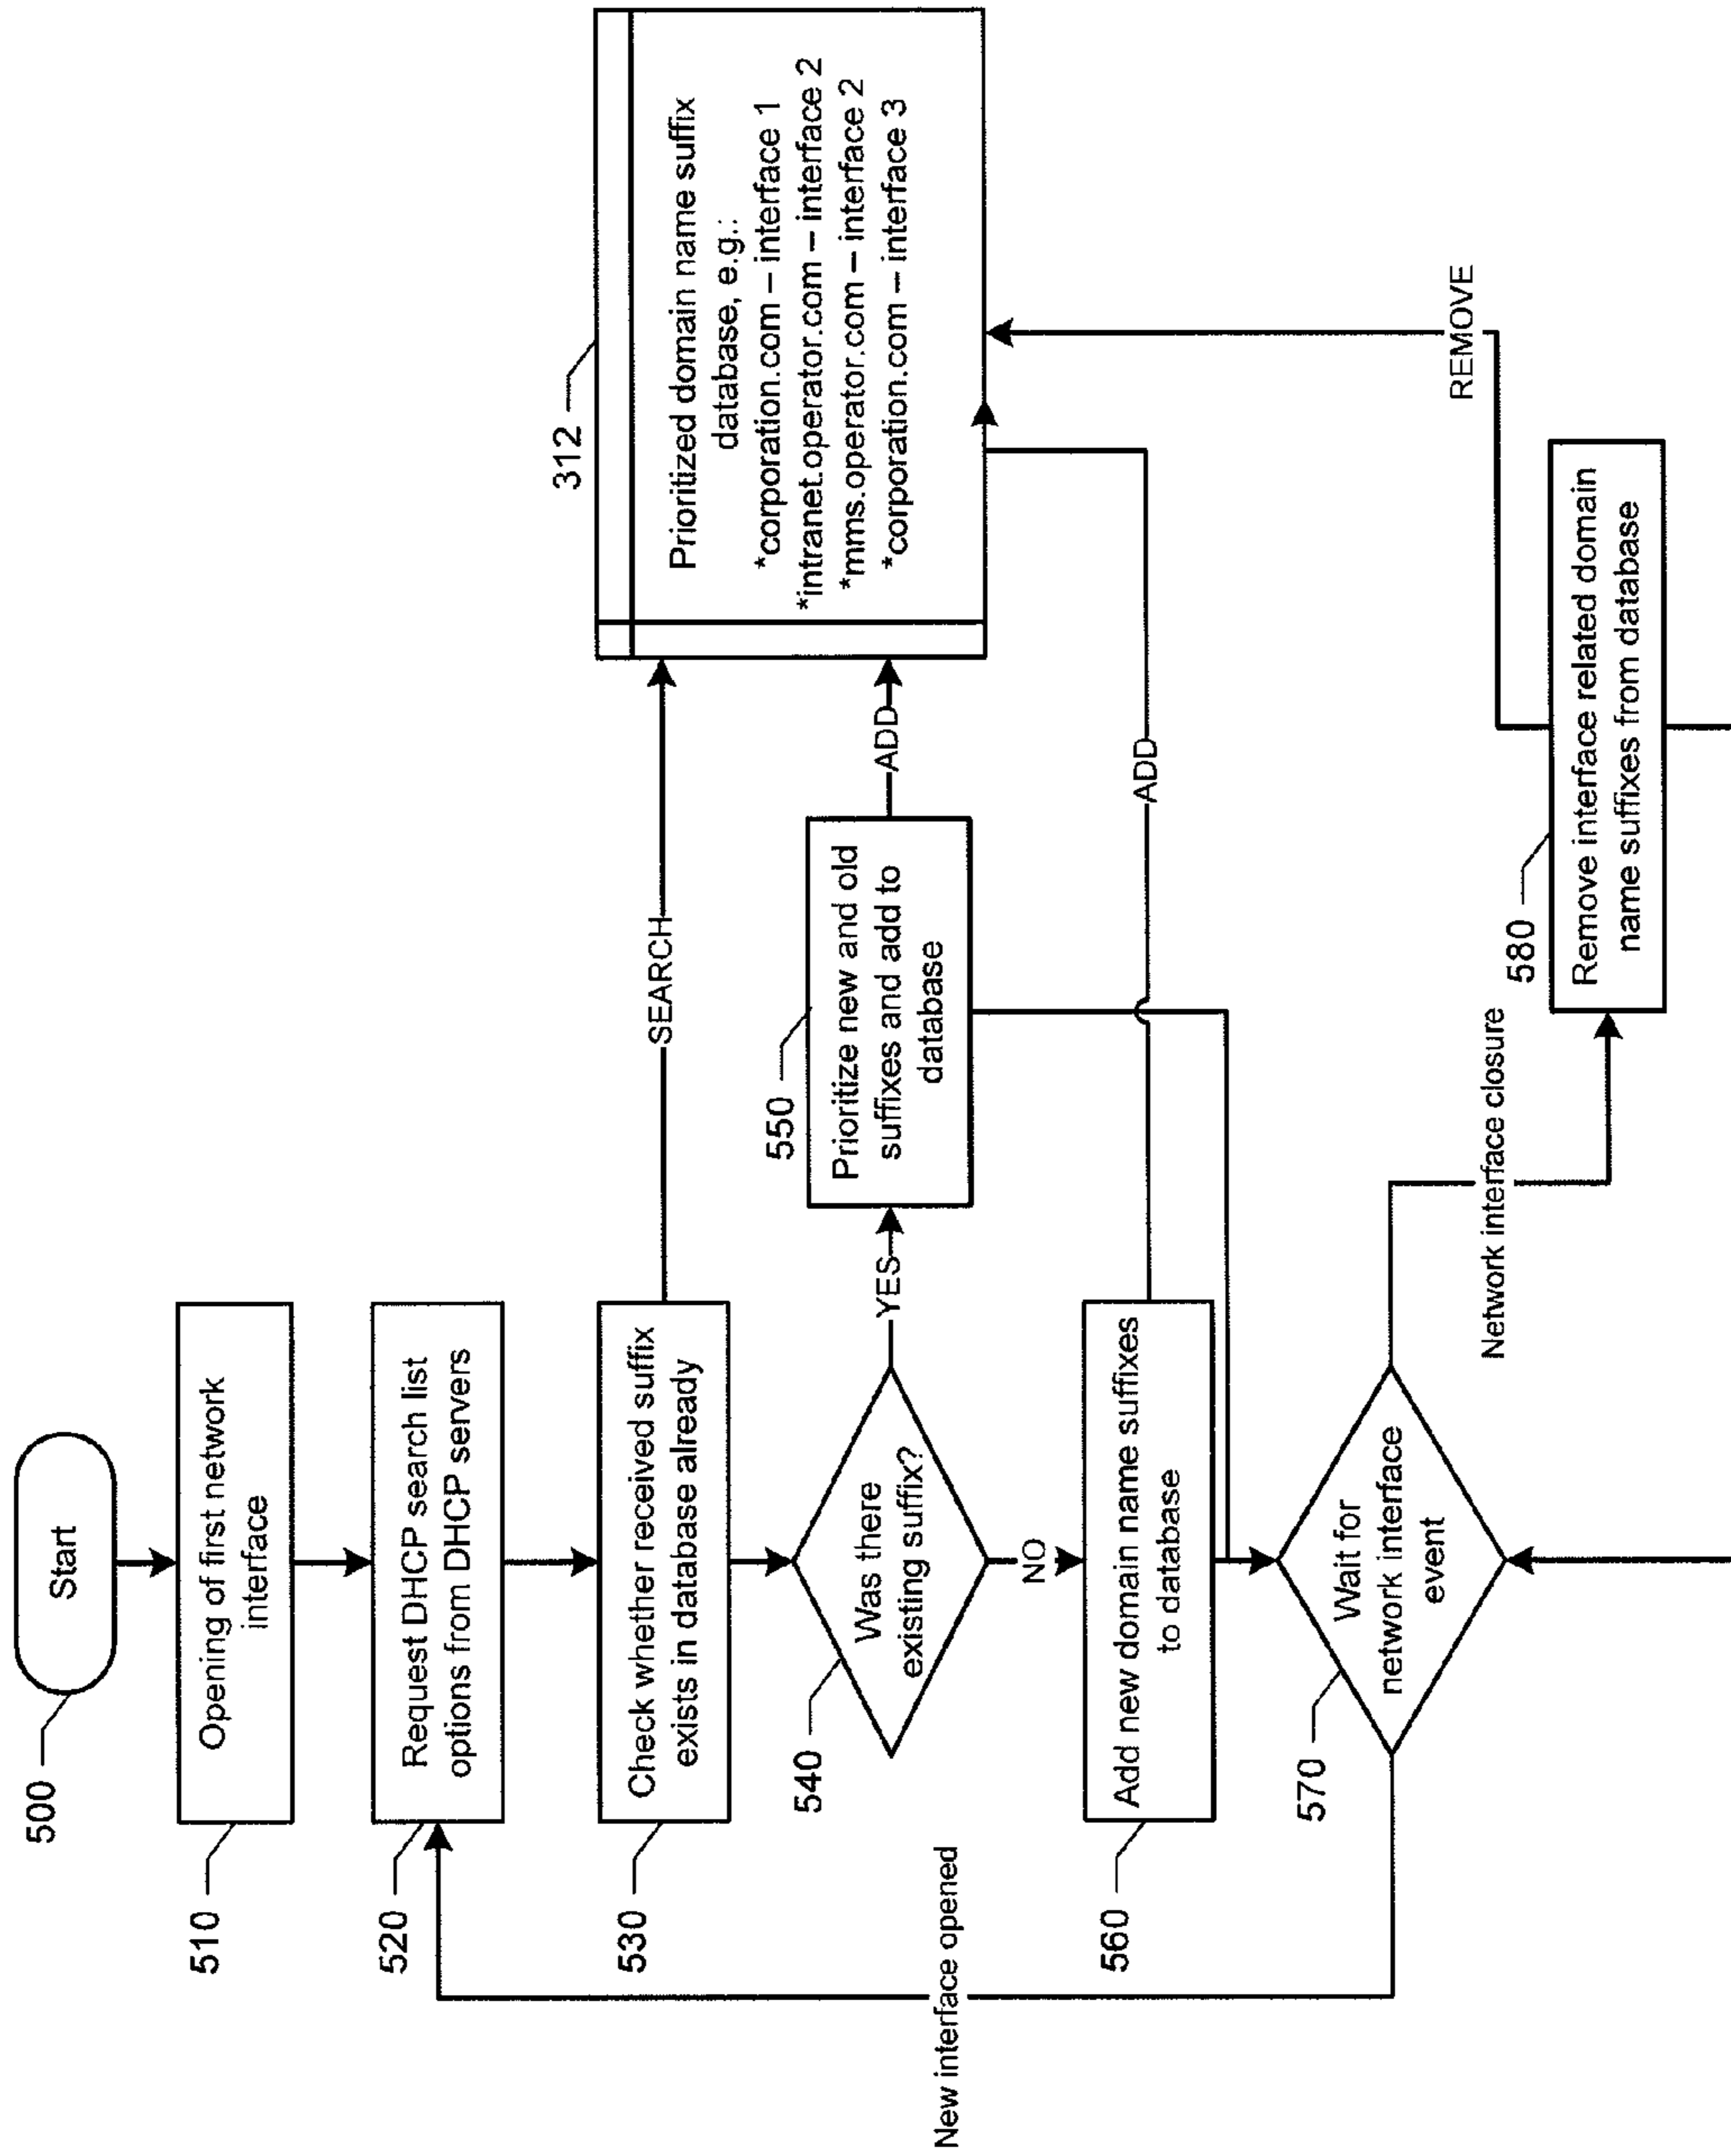 500
Start
510
Opening of first network
interface
520
Request DHCP search list
options from DHCP servers
530
Check whether received suffix
exists in database already
SEARCH
312
Prioritized domain name suffix
database, e.g.:
*corporation.com – interface 1
*intranet.operator.com – interface 2
*mms.operator.com – interface 2
*corporation.com – interface 3
540
Was there
existing suffix?
YES
550
Prioritize new and old
suffixes and add to
database
ADD
NO
560
Add new domain name suffixes
to database
ADD
New interface opened
570
Wait for
network interface
event
Network interface closure
580
Remove interface related domain
name suffixes from database
REMOVE